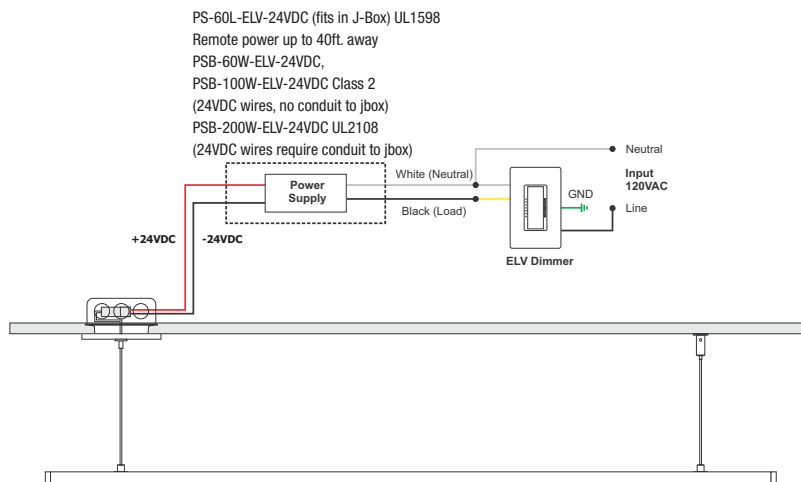 PS-60L-ELV-24VDC (fits in J-Box) UL1598
Remote power up to 40ft. away
PSB-60W-ELV-24VDC,
PSB-100W-ELV-24VDC Class 2
(24VDC wires, no conduit to jbox)
PSB-200W-ELV-24VDC UL2108
(24VDC wires require conduit to jbox)
Neutral
White (Neutral)
Input
120VAC
Power
Supply
GND
Line
Black (Load)
+24VDC
-24VDC
ELV Dimmer